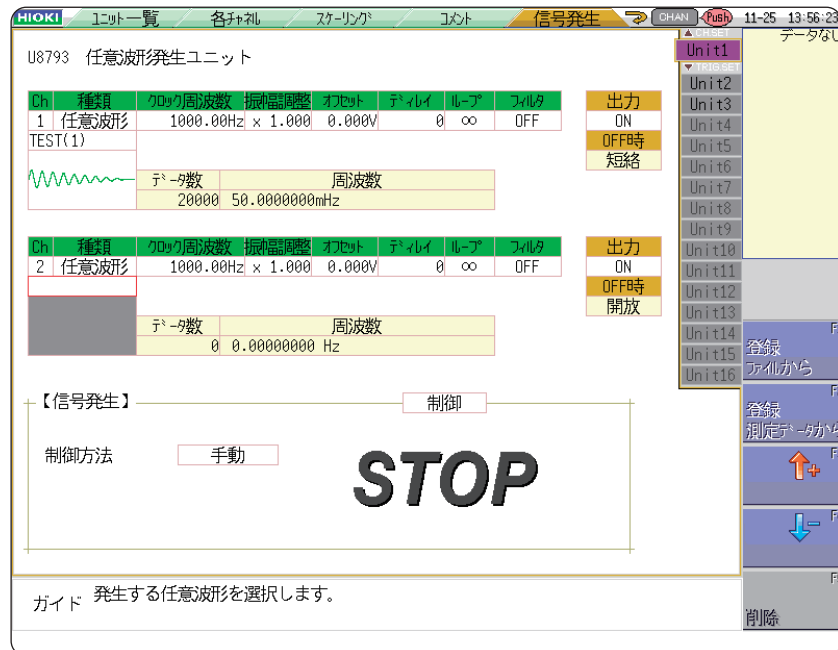 HIOKI ﾕﾆｯﾄ一覧 各ﾁｬﾈﾙ ｽｹｰﾘﾝｸﾞ ｺﾒﾝﾄ 信号発生 CHAN Push 11-25 13:56:23
▲ CH.SET データなし
U8793 任意波形発生ユニット Unit1
▼ TRIG.SET
Ch 種類 ｸﾛｯｸ周波数 振幅調整 ｵﾌｾｯﾄ ﾃﾞｨﾚｲ ﾙｰﾌﾟ ﾌｨﾙﾀ 出力 Unit2
1 任意波形 1000.00Hz x 1.000 0.000V 0 ∞ OFF ON Unit3
TEST(1) OFF時 Unit4
短絡 Unit5
ﾃﾞｰﾀ数 周波数 Unit6
20000 50.0000000mHz Unit7
Unit8
Unit9
Ch 種類 ｸﾛｯｸ周波数 振幅調整 ｵﾌｾｯﾄ ﾃﾞｨﾚｲ ﾙｰﾌﾟ ﾌｨﾙﾀ 出力 Unit10
2 任意波形 1000.00Hz x 1.000 0.000V 0 ∞ OFF ON Unit11
OFF時 Unit12
開放 Unit13
ﾃﾞｰﾀ数 周波数 Unit14
0 0.00000000 Hz Unit15
Unit16
登録
ﾌｧｲﾙから
【信号発生】 制御
登録
測定ﾃﾞｰﾀから
制御方法 手動
STOP
+
-
ガイド 発生する任意波形を選択します。
削除